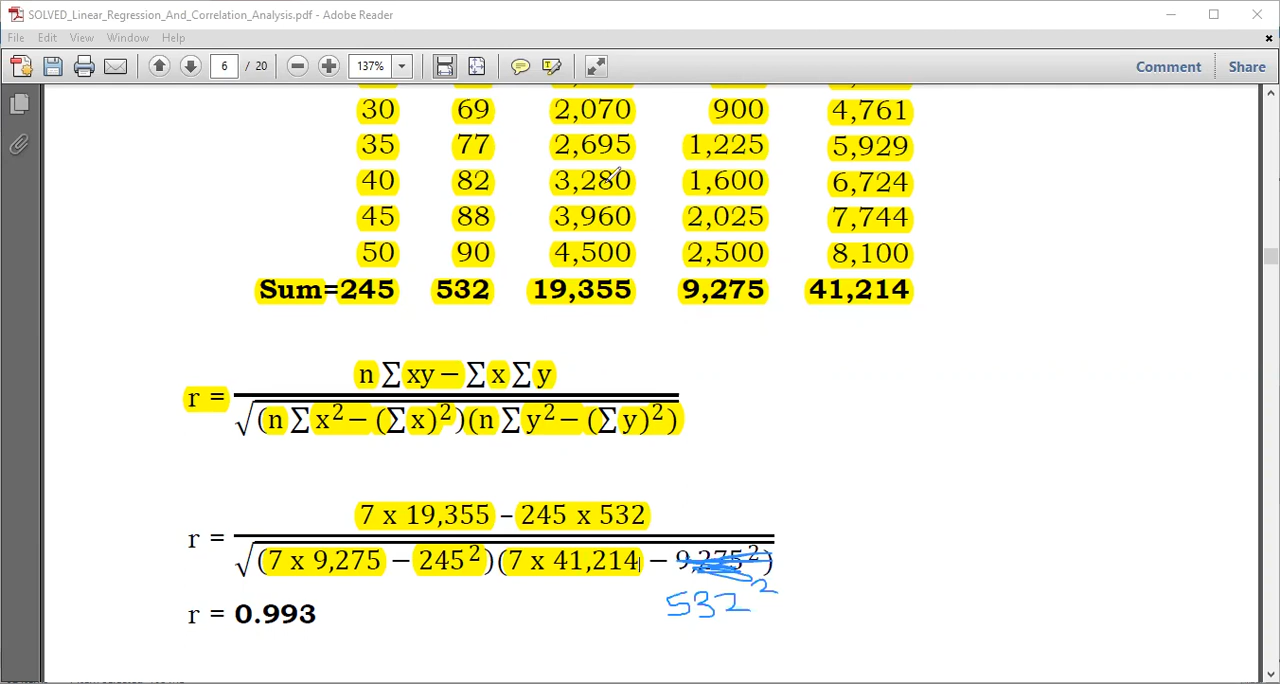 SOLVED_Linear_Regression_And_Correlation_Analysis.pdf - Adobe Reader
File Edit View Window Help
6 / 20 137% Comment Share
30 69 2,070 900 4,761
35 77 2,695 1,225 5,929
40 82 3,280 1,600 6,724
45 88 3,960 2,025 7,744
50 90 4,500 2,500 8,100
Sum=245 532 19,355 9,275 41,214
n∑xy−∑x∑y
r =
√(n∑x²−(∑x)²)(n∑y²−(∑y)²)
7 x 19,355 – 245 x 532
r =
√(7 x 9,275 − 245²)(7 x 41,214 − 9,275²)
532²
r = 0.993